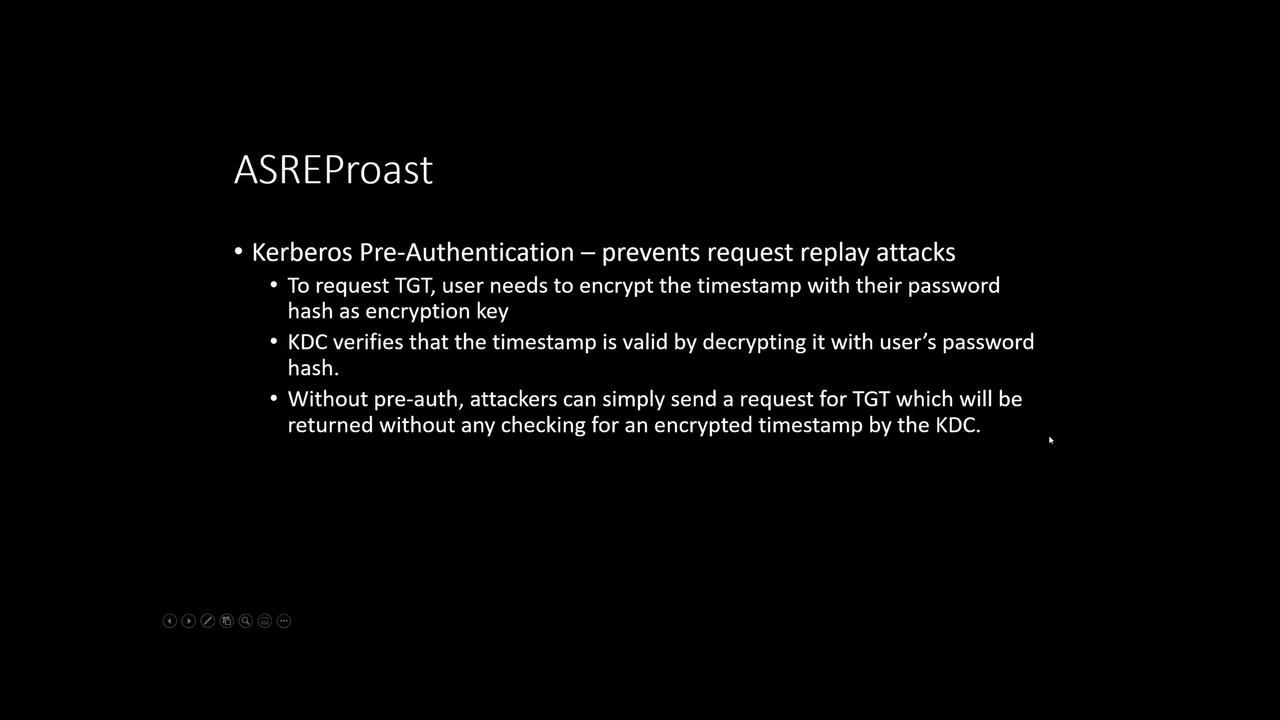 ASREProast
• Kerberos Pre-Authentication – prevents request replay attacks
• To request TGT, user needs to encrypt the timestamp with their password
hash as encryption key
• KDC verifies that the timestamp is valid by decrypting it with user’s password
hash.
• Without pre-auth, attackers can simply send a request for TGT which will be
returned without any checking for an encrypted timestamp by the KDC.